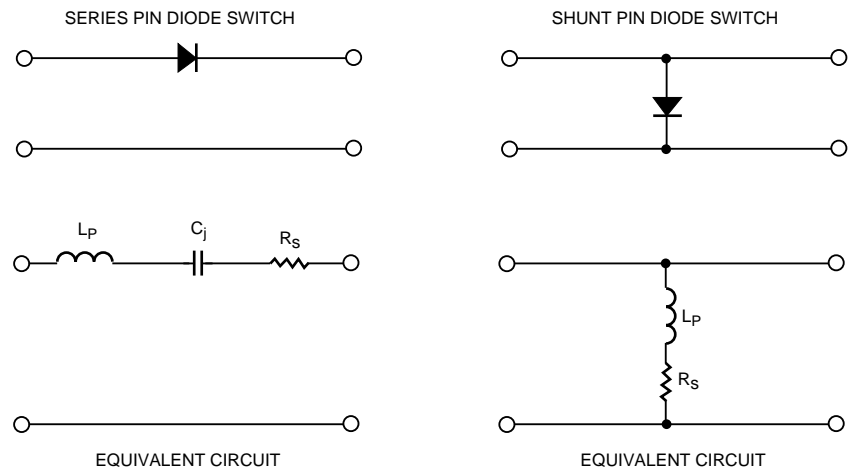 SERIES PIN DIODE SWITCH
SHUNT PIN DIODE SWITCH
LP
Cj
RS
LP
RS
EQUIVALENT CIRCUIT
EQUIVALENT CIRCUIT